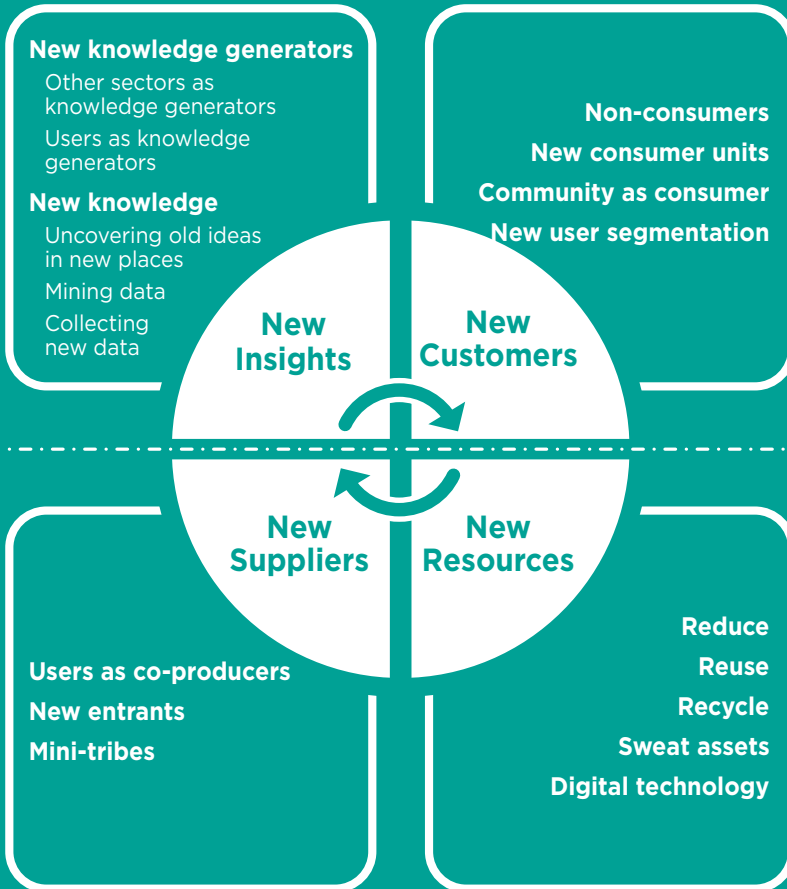 New knowledge generators
Other sectors as
knowledge generators
Users as knowledge
generators
New knowledge
Uncovering old ideas
in new places
Mining data
Collecting
new data
Non-consumers
New consumer units
Community as consumer
New user segmentation
New
Insights
New
Customers
New
Suppliers
New
Resources
Users as co-producers
New entrants
Mini-tribes
Reduce
Reuse
Recycle
Sweat assets
Digital technology